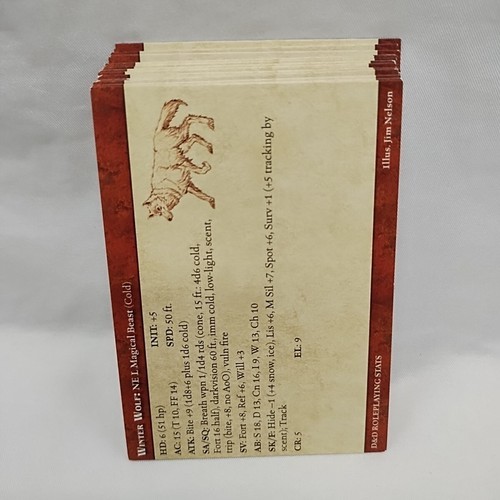 WINTER WOLF: NE L Magical Beast (Cold)
HD: 6 (51 hp) INIT: +5
AC: 15 (T 10, FF 14) SPD: 50 ft.
ATK: Bite +9 (1d8+6 plus 1d6 cold)
SA/SQ: Breath wpn 1/1d4 rds (cone, 15 ft.: 4d6 cold,
Fort 16 half), darkvision 60 ft., imm cold, low-light, scent,
trip (bite, +8, no AoO); vuln fire
SV: Fort +8, Ref +6, Will +3
AB: S 18, D 13, Cn 16, I 9, W 13, Ch 10
SK/F: Hide –1 (+4 snow, ice), Lis +6, M Sil +7, Spot +6, Surv +1 (+5 tracking by
scent); Track
CR: 5 EL: 9
D&D ROLEPLAYING STATS
Illus. Jim Nelson